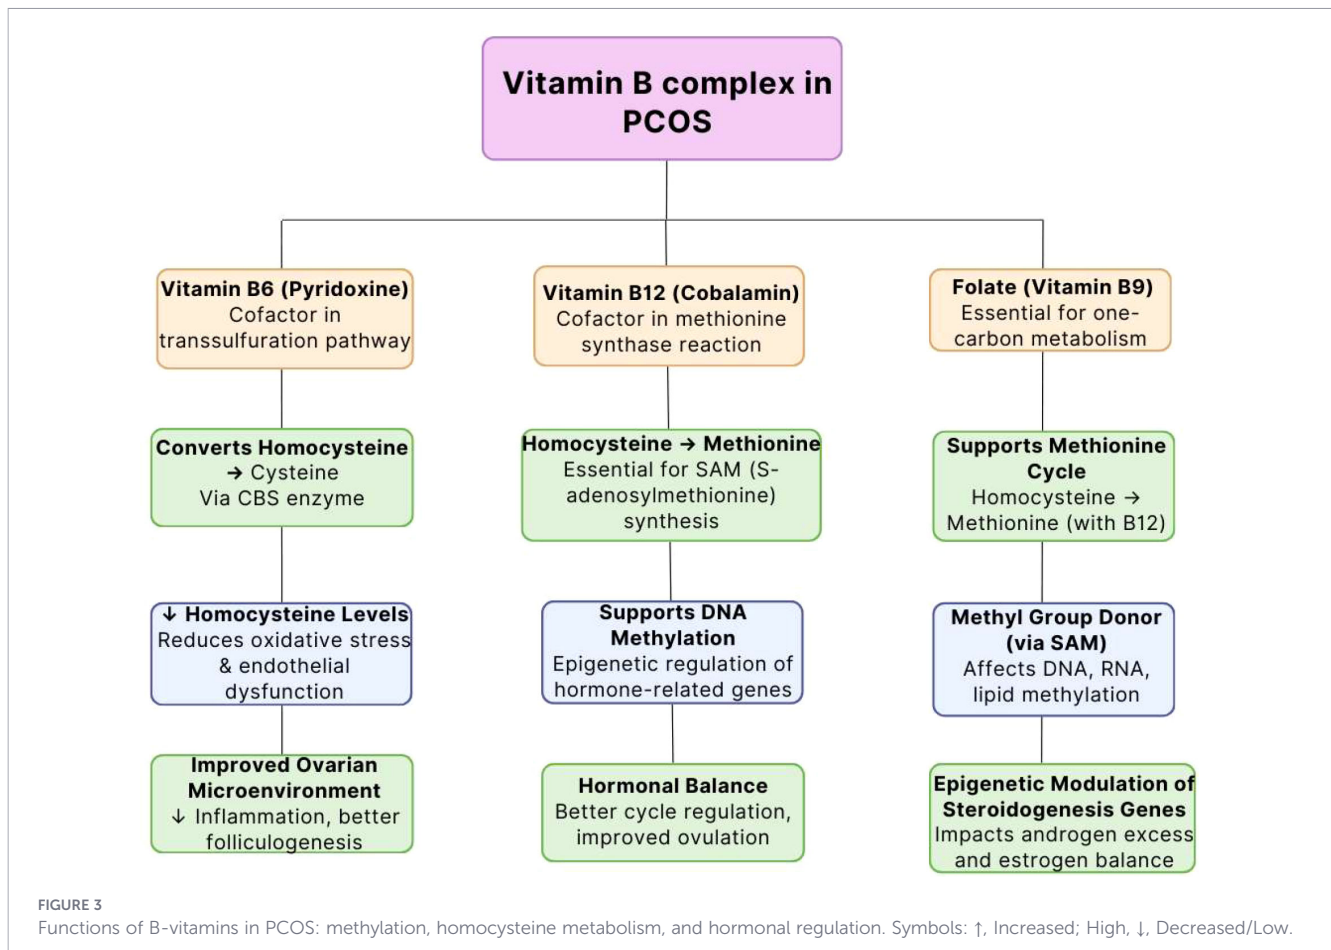 Vitamin B complex in
PCOS
Vitamin B6 (Pyridoxine)
Cofactor in
transsulfuration pathway
Converts Homocysteine
→ Cysteine
Via CBS enzyme
↓ Homocysteine Levels
Reduces oxidative stress
& endothelial
dysfunction
Improved Ovarian
Microenvironment
↓ Inflammation, better
folliculogenesis
Vitamin B12 (Cobalamin)
Cofactor in methionine
synthase reaction
Homocysteine → Methionine
Essential for SAM (S-
adenosylmethionine)
synthesis
Supports DNA
Methylation
Epigenetic regulation of
hormone-related genes
Hormonal Balance
Better cycle regulation,
improved ovulation
Folate (Vitamin B9)
Essential for one-
carbon metabolism
Supports Methionine
Cycle
Homocysteine →
Methionine (with B12)
Methyl Group Donor
(via SAM)
Affects DNA, RNA,
lipid methylation
Epigenetic Modulation of
Steroidogenesis Genes
Impacts androgen excess
and estrogen balance
FIGURE 3
Functions of B-vitamins in PCOS: methylation, homocysteine metabolism, and hormonal regulation. Symbols: ↑, Increased; High, ↓, Decreased/Low.